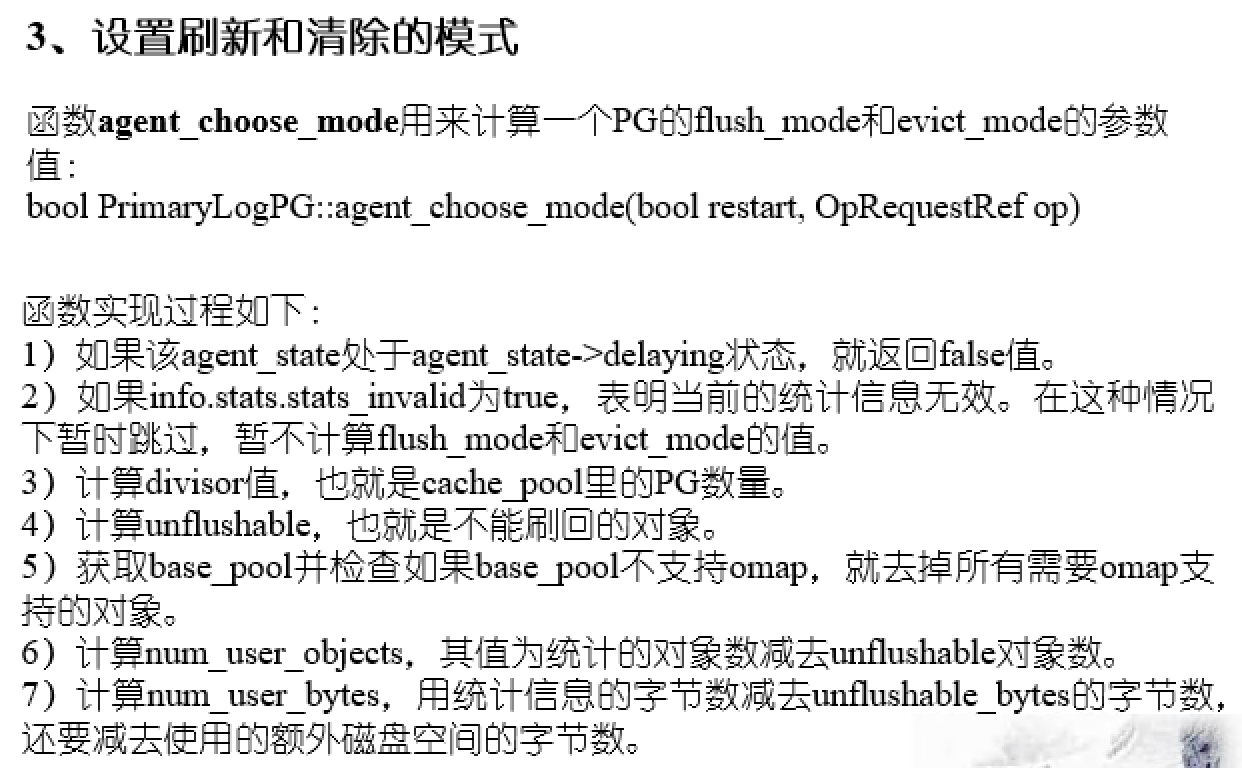 3、设置刷新和清除的模式
函数agent_choose_mode用来计算一个PG的flush_mode和evict_mode的参数
值：
bool PrimaryLogPG::agent_choose_mode(bool restart, OpRequestRef op)
函数实现过程如下：
1）如果该agent_state处于agent_state->delaying状态，就返回false值。
2）如果info.stats.stats_invalid为true，表明当前的统计信息无效。在这种情况
下暂时跳过，暂不计算flush_mode和evict_mode的值。
3）计算divisor值，也就是cache_pool里的PG数量。
4）计算unflushable，也就是不能刷回的对象。
5）获取base_pool并检查如果base_pool不支持omap，就去掉所有需要omap支
持的对象。
6）计算num_user_objects，其值为统计的对象数减去unflushable对象数。
7）计算num_user_bytes，用统计信息的字节数减去unflushable_bytes的字节数，
还要减去使用的额外磁盘空间的字节数。